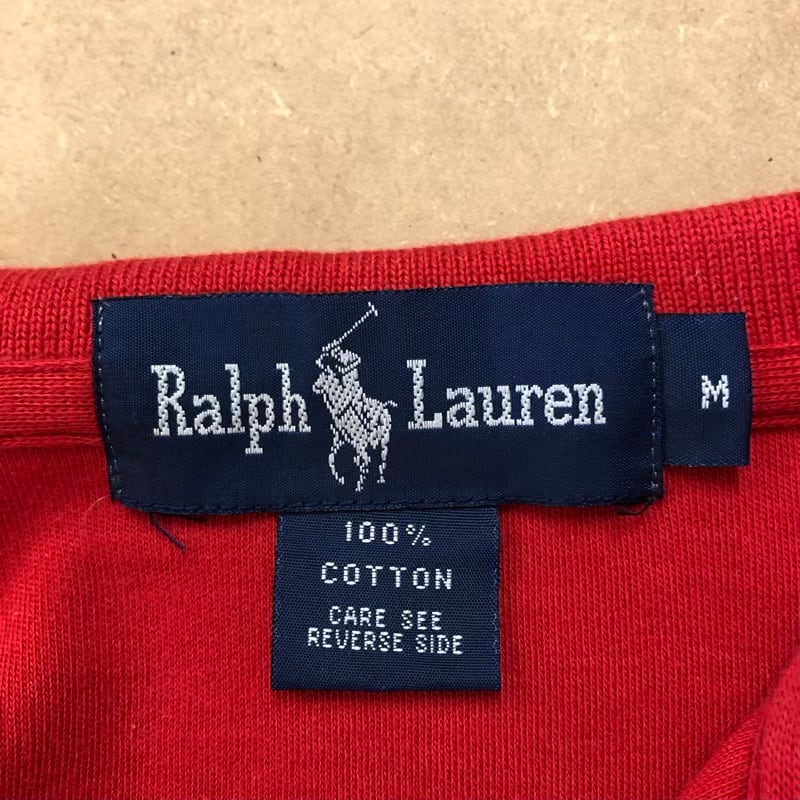 Ralph Lauren
M
100%
COTTON
CARE SEE
REVERSE SIDE